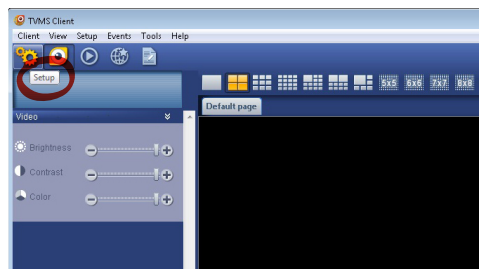 TVMS Client
Client View Setup Events Tools Help
Setup
5x5 6x6 7x7 8x8
Default page
Video
Brightness
Contrast
Color